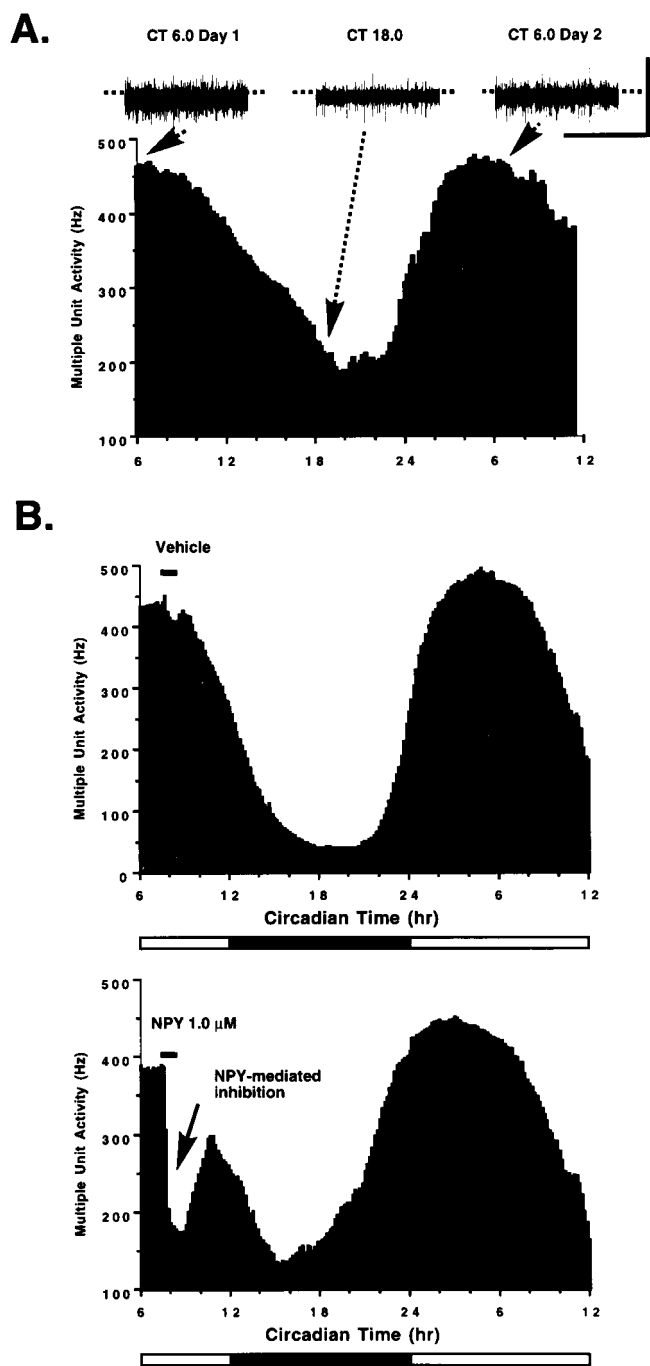 A.
CT 6.0 Day 1 CT 18.0 CT 6.0 Day 2
500
400
300
200
100
Multiple Unit Activity (Hz)
6 12 18 24 6 12
B.
Vehicle
500
400
300
200
100
0
Multiple Unit Activity (Hz)
6 12 18 24 6 12
Circadian Time (hr)
500
NPY 1.0 μM
400
NPY-mediated
inhibition
300
200
100
Multiple Unit Activity (Hz)
6 12 18 24 6 12
Circadian Time (hr)